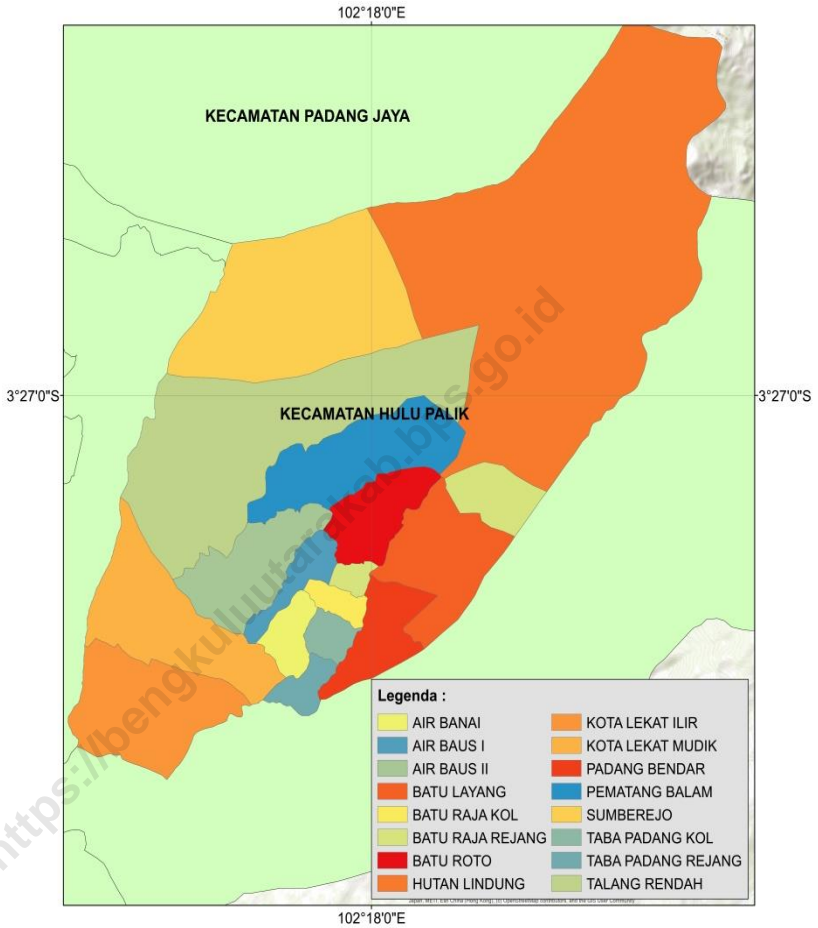 102°18'0"E
KECAMATAN PADANG JAYA
3°27'0"S
3°27'0"S
KECAMATAN HULU PALIK
https://bengkuluutarakab.bps.go.id
Legenda :
AIR BANAI
AIR BAUS I
AIR BAUS II
BATU LAYANG
BATU RAJA KOL
BATU RAJA REJANG
BATU ROTO
HUTAN LINDUNG
KOTA LEKAT ILIR
KOTA LEKAT MUDIK
PADANG BENDAR
PEMATANG BALAM
SUMBEREJO
TABA PADANG KOL
TABA PADANG REJANG
TALANG RENDAH
102°18'0"E